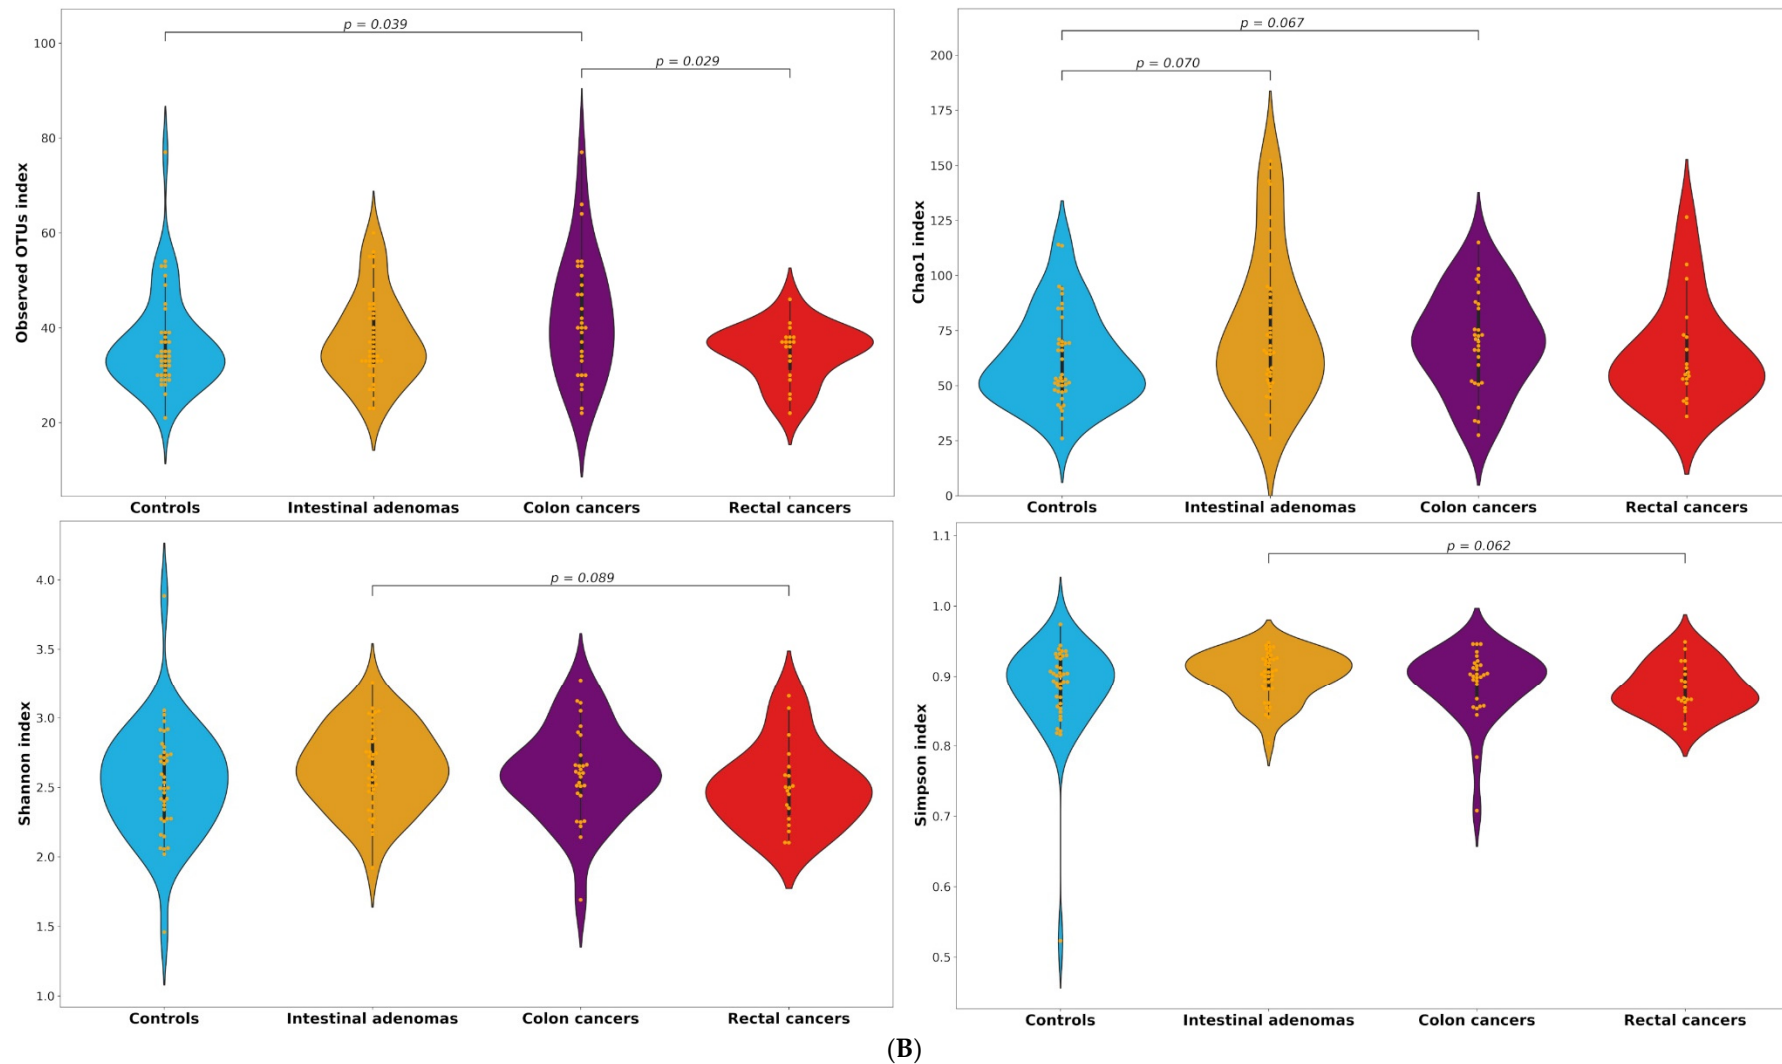 p = 0.039
p = 0.029
100
80
60
40
20
Observed OTUs index
Controls Intestinal adenomas Colon cancers Rectal cancers
p = 0.067
p = 0.070
200
175
150
125
100
75
50
25
0
Chao1 index
Controls Intestinal adenomas Colon cancers Rectal cancers
p = 0.089
4.0
3.5
3.0
2.5
2.0
1.5
1.0
Shannon index
Controls Intestinal adenomas Colon cancers Rectal cancers
p = 0.062
1.1
1.0
0.9
0.8
0.7
0.6
0.5
Simpson index
Controls Intestinal adenomas Colon cancers Rectal cancers
(B)